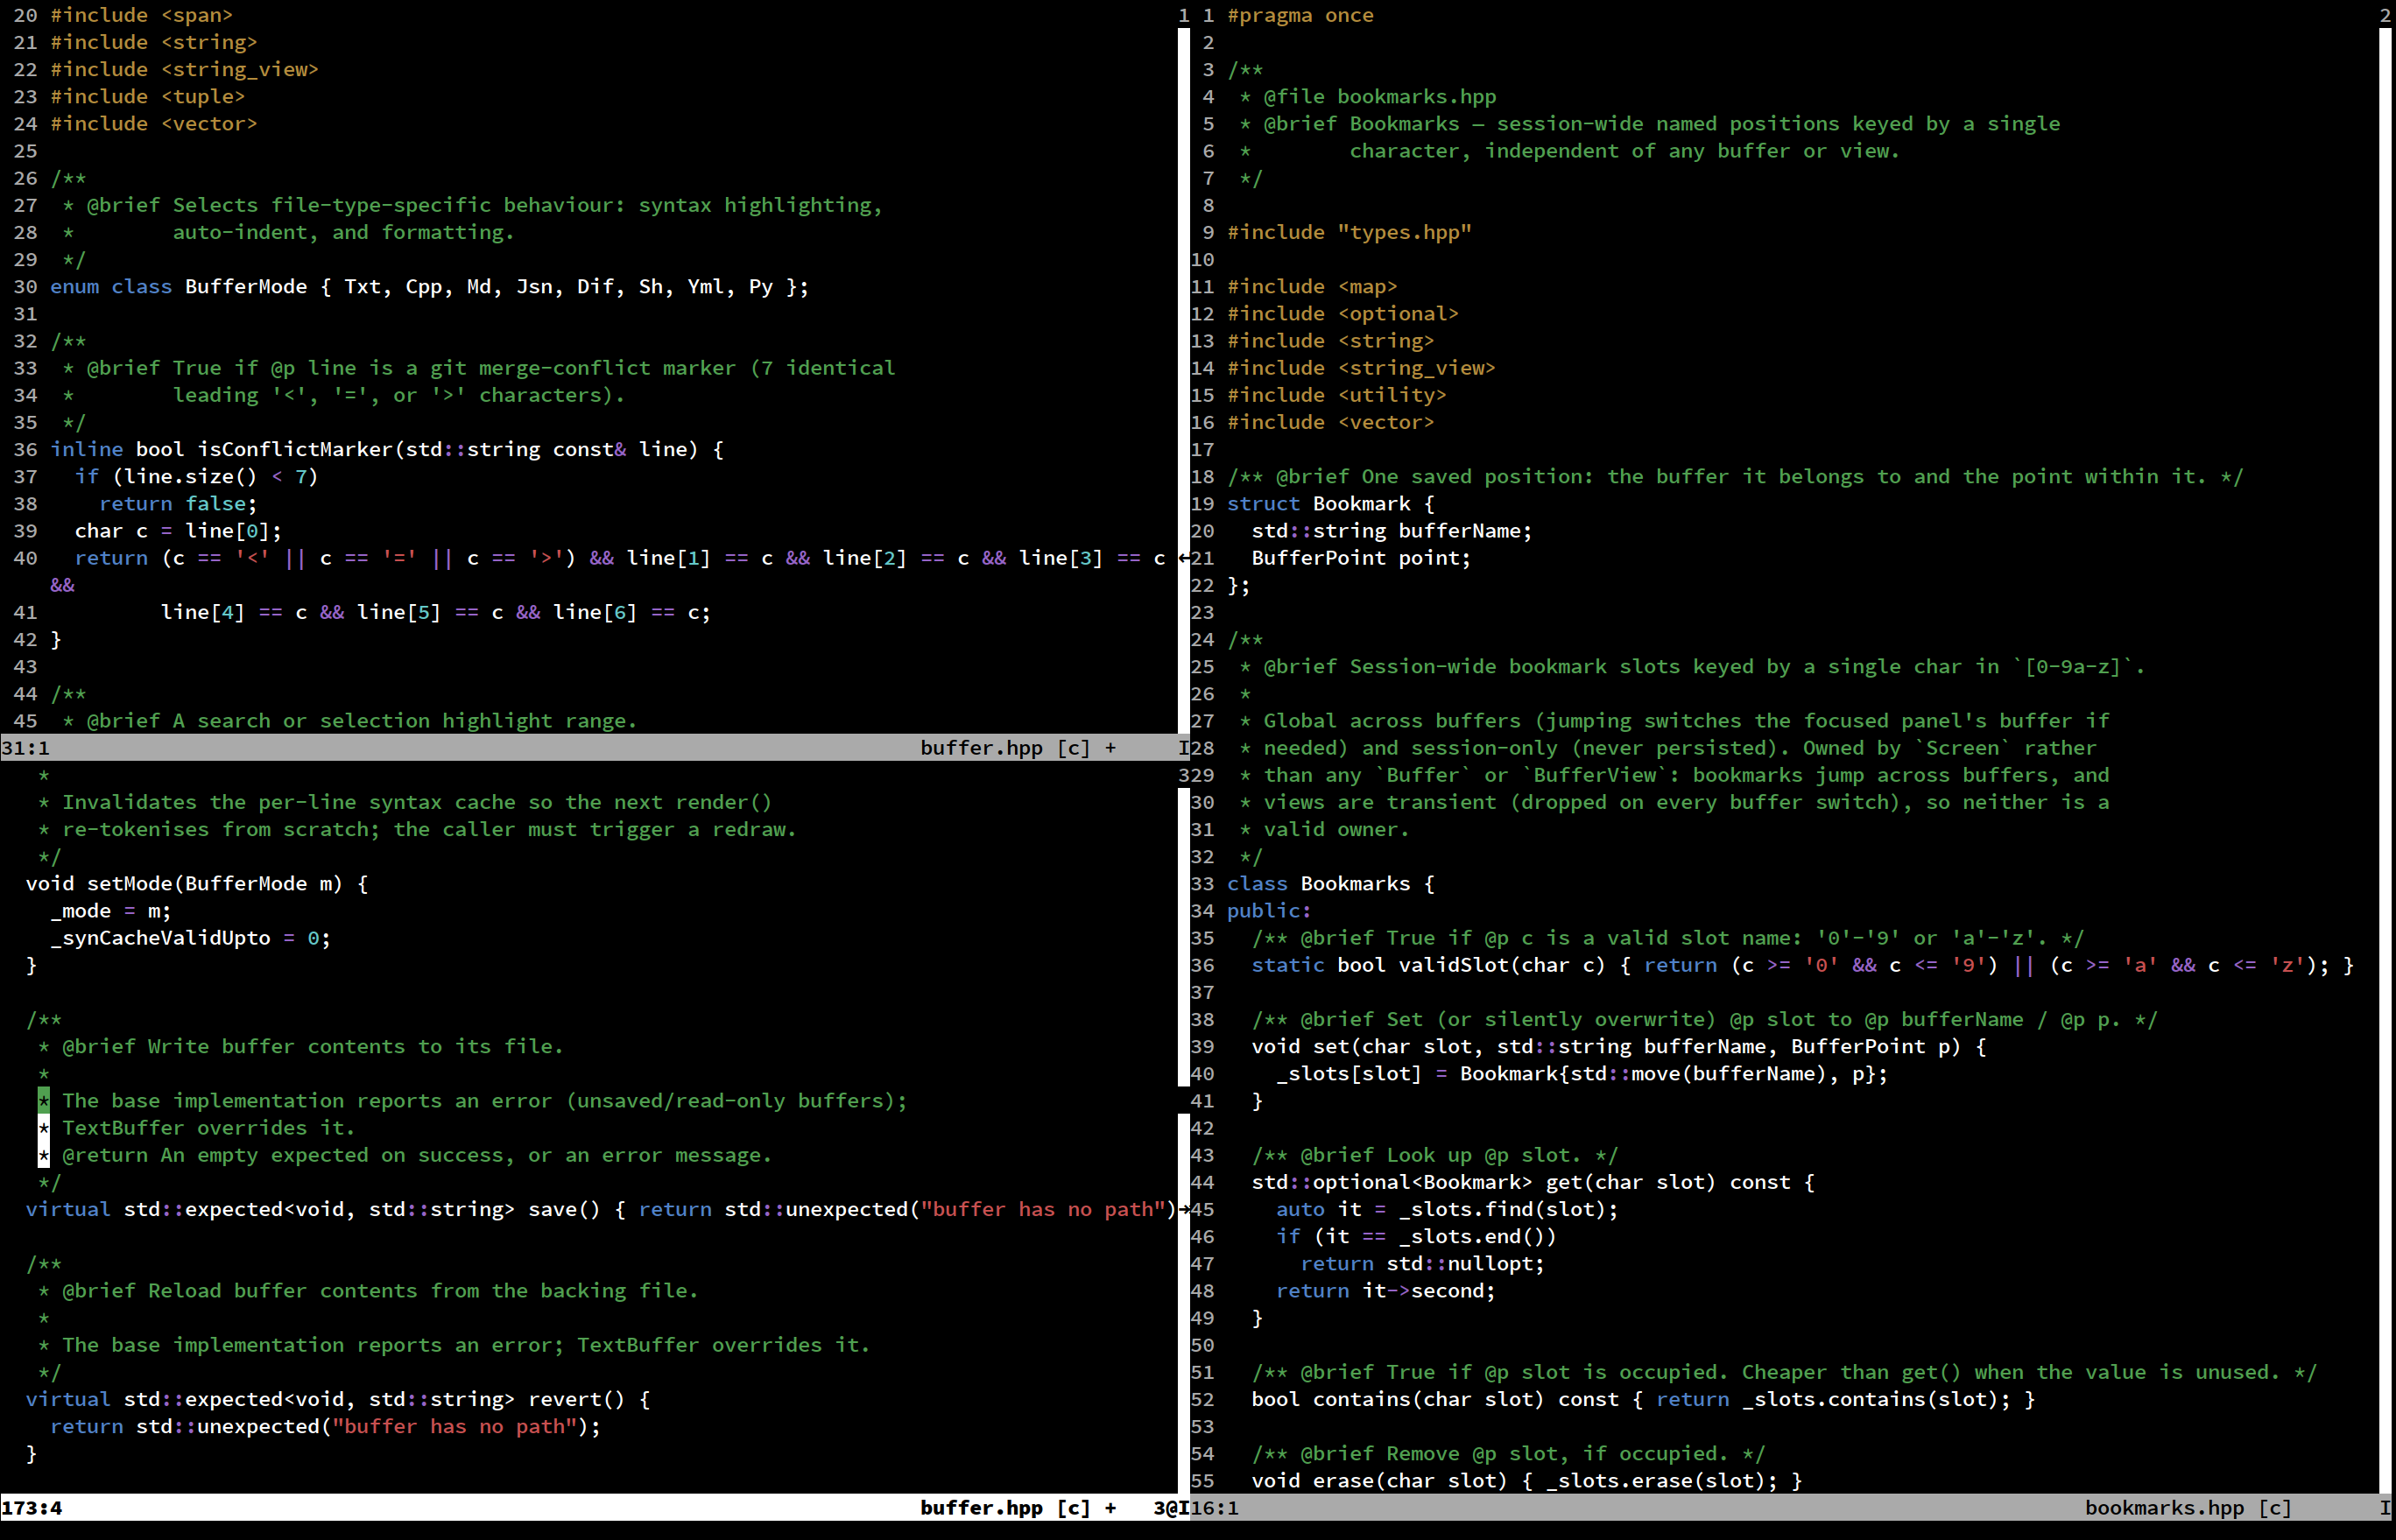 20 #include <span>
21 #include <string>
22 #include <string_view>
23 #include <tuple>
24 #include <vector>
25
26 /**
27  * @brief Selects file-type-specific behaviour: syntax highlighting,
28  *        auto-indent, and formatting.
29  */
30 enum class BufferMode { Txt, Cpp, Md, Jsn, Dif, Sh, Yml, Py };
31
32 /**
33  * @brief True if @p line is a git merge-conflict marker (7 identical
34  *        leading '<', '=', or '>' characters).
35  */
36 inline bool isConflictMarker(std::string const& line) {
37   if (line.size() < 7)
38     return false;
39   char c = line[0];
40   return (c == '<' || c == '=' || c == '>') && line[1] == c && line[2] == c && line[3] == c ↩
&&
41          line[4] == c && line[5] == c && line[6] == c;
42 }
43
44 /**
45  * @brief A search or selection highlight range.
1
31:1 buffer.hpp [c] + I
   *
   * Invalidates the per-line syntax cache so the next render()
   * re-tokenises from scratch; the caller must trigger a redraw.
   */
  void setMode(BufferMode m) {
    _mode = m;
    _synCacheValidUpto = 0;
  }

  /**
   * @brief Write buffer contents to its file.
   *
   * The base implementation reports an error (unsaved/read-only buffers);
   * TextBuffer overrides it.
   * @return An empty expected on success, or an error message.
   */
  virtual std::expected<void, std::string> save() { return std::unexpected("buffer has no path")→

  /**
   * @brief Reload buffer contents from the backing file.
   *
   * The base implementation reports an error; TextBuffer overrides it.
   */
  virtual std::expected<void, std::string> revert() {
    return std::unexpected("buffer has no path");
  }
3
173:4 buffer.hpp [c] + 3@I
1 #pragma once
2
3 /**
4  * @file bookmarks.hpp
5  * @brief Bookmarks — session-wide named positions keyed by a single
6  *        character, independent of any buffer or view.
7  */
8
9 #include "types.hpp"
10
11 #include <map>
12 #include <optional>
13 #include <string>
14 #include <string_view>
15 #include <utility>
16 #include <vector>
17
18 /** @brief One saved position: the buffer it belongs to and the point within it. */
19 struct Bookmark {
20   std::string bufferName;
21   BufferPoint point;
22 };
23
24 /**
25  * @brief Session-wide bookmark slots keyed by a single char in `[0-9a-z]`.
26  *
27  * Global across buffers (jumping switches the focused panel's buffer if
28  * needed) and session-only (never persisted). Owned by `Screen` rather
29  * than any `Buffer` or `BufferView`: bookmarks jump across buffers, and
30  * views are transient (dropped on every buffer switch), so neither is a
31  * valid owner.
32  */
33 class Bookmarks {
34 public:
35   /** @brief True if @p c is a valid slot name: '0'-'9' or 'a'-'z'. */
36   static bool validSlot(char c) { return (c >= '0' && c <= '9') || (c >= 'a' && c <= 'z'); }
37
38   /** @brief Set (or silently overwrite) @p slot to @p bufferName / @p p. */
39   void set(char slot, std::string bufferName, BufferPoint p) {
40     _slots[slot] = Bookmark{std::move(bufferName), p};
41   }
42
43   /** @brief Look up @p slot. */
44   std::optional<Bookmark> get(char slot) const {
45     auto it = _slots.find(slot);
46     if (it == _slots.end())
47       return std::nullopt;
48     return it->second;
49   }
50
51   /** @brief True if @p slot is occupied. Cheaper than get() when the value is unused. */
52   bool contains(char slot) const { return _slots.contains(slot); }
53
54   /** @brief Remove @p slot, if occupied. */
55   void erase(char slot) { _slots.erase(slot); }
2
16:1 bookmarks.hpp [c] I